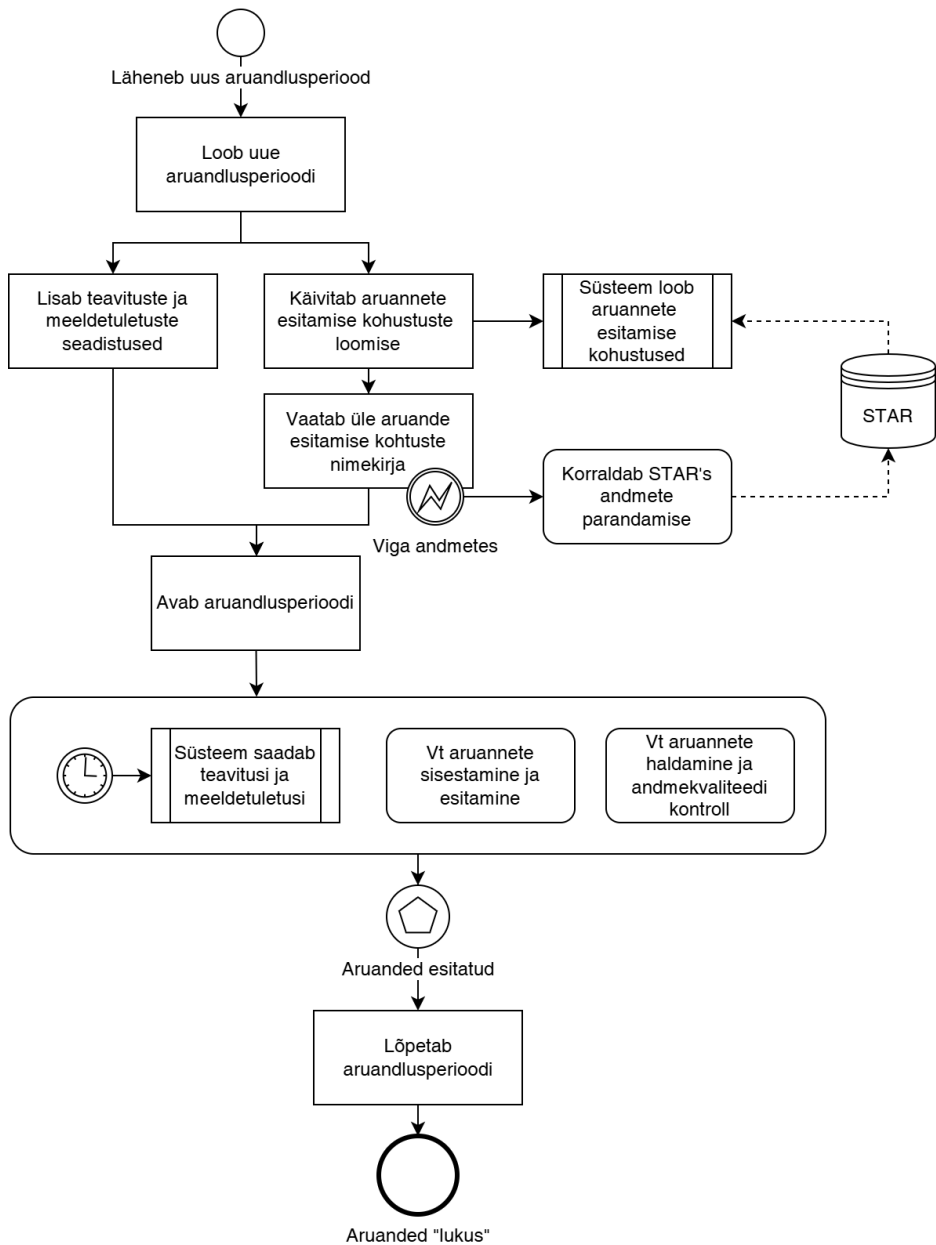 Läheneb uus aruandlusperiood
Loob uue
aruandlusperioodi
Lisab teavituste ja
meeldetuletuste
seadistused
Käivitab aruannete
esitamise kohustuste
loomise
Süsteem loob
aruannete
esitamise
kohustused
STAR
Vaatab üle aruande
esitamise kohtuste
nimekirja
Viga andmetes
Korraldab STAR's
andmete
parandamise
Avab aruandlusperioodi
Süsteem saadab
teavitusi ja
meeldetuletusi
Vt aruannete
sisestamine ja
esitamine
Vt aruannete
haldamine ja
andmekvaliteedi
kontroll
Aruanded esitatud
Lõpetab
aruandlusperioodi
Aruanded "lukus"